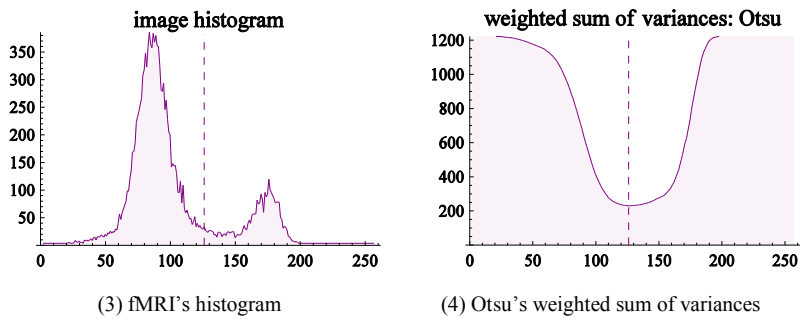 image histogram
350
300
250
200
150
100
50
0 50 100 150 200 250
weighted sum of variances: Otsu
1200
1000
800
600
400
200
0 50 100 150 200 250
(3) fMRI's histogram
(4) Otsu's weighted sum of variances